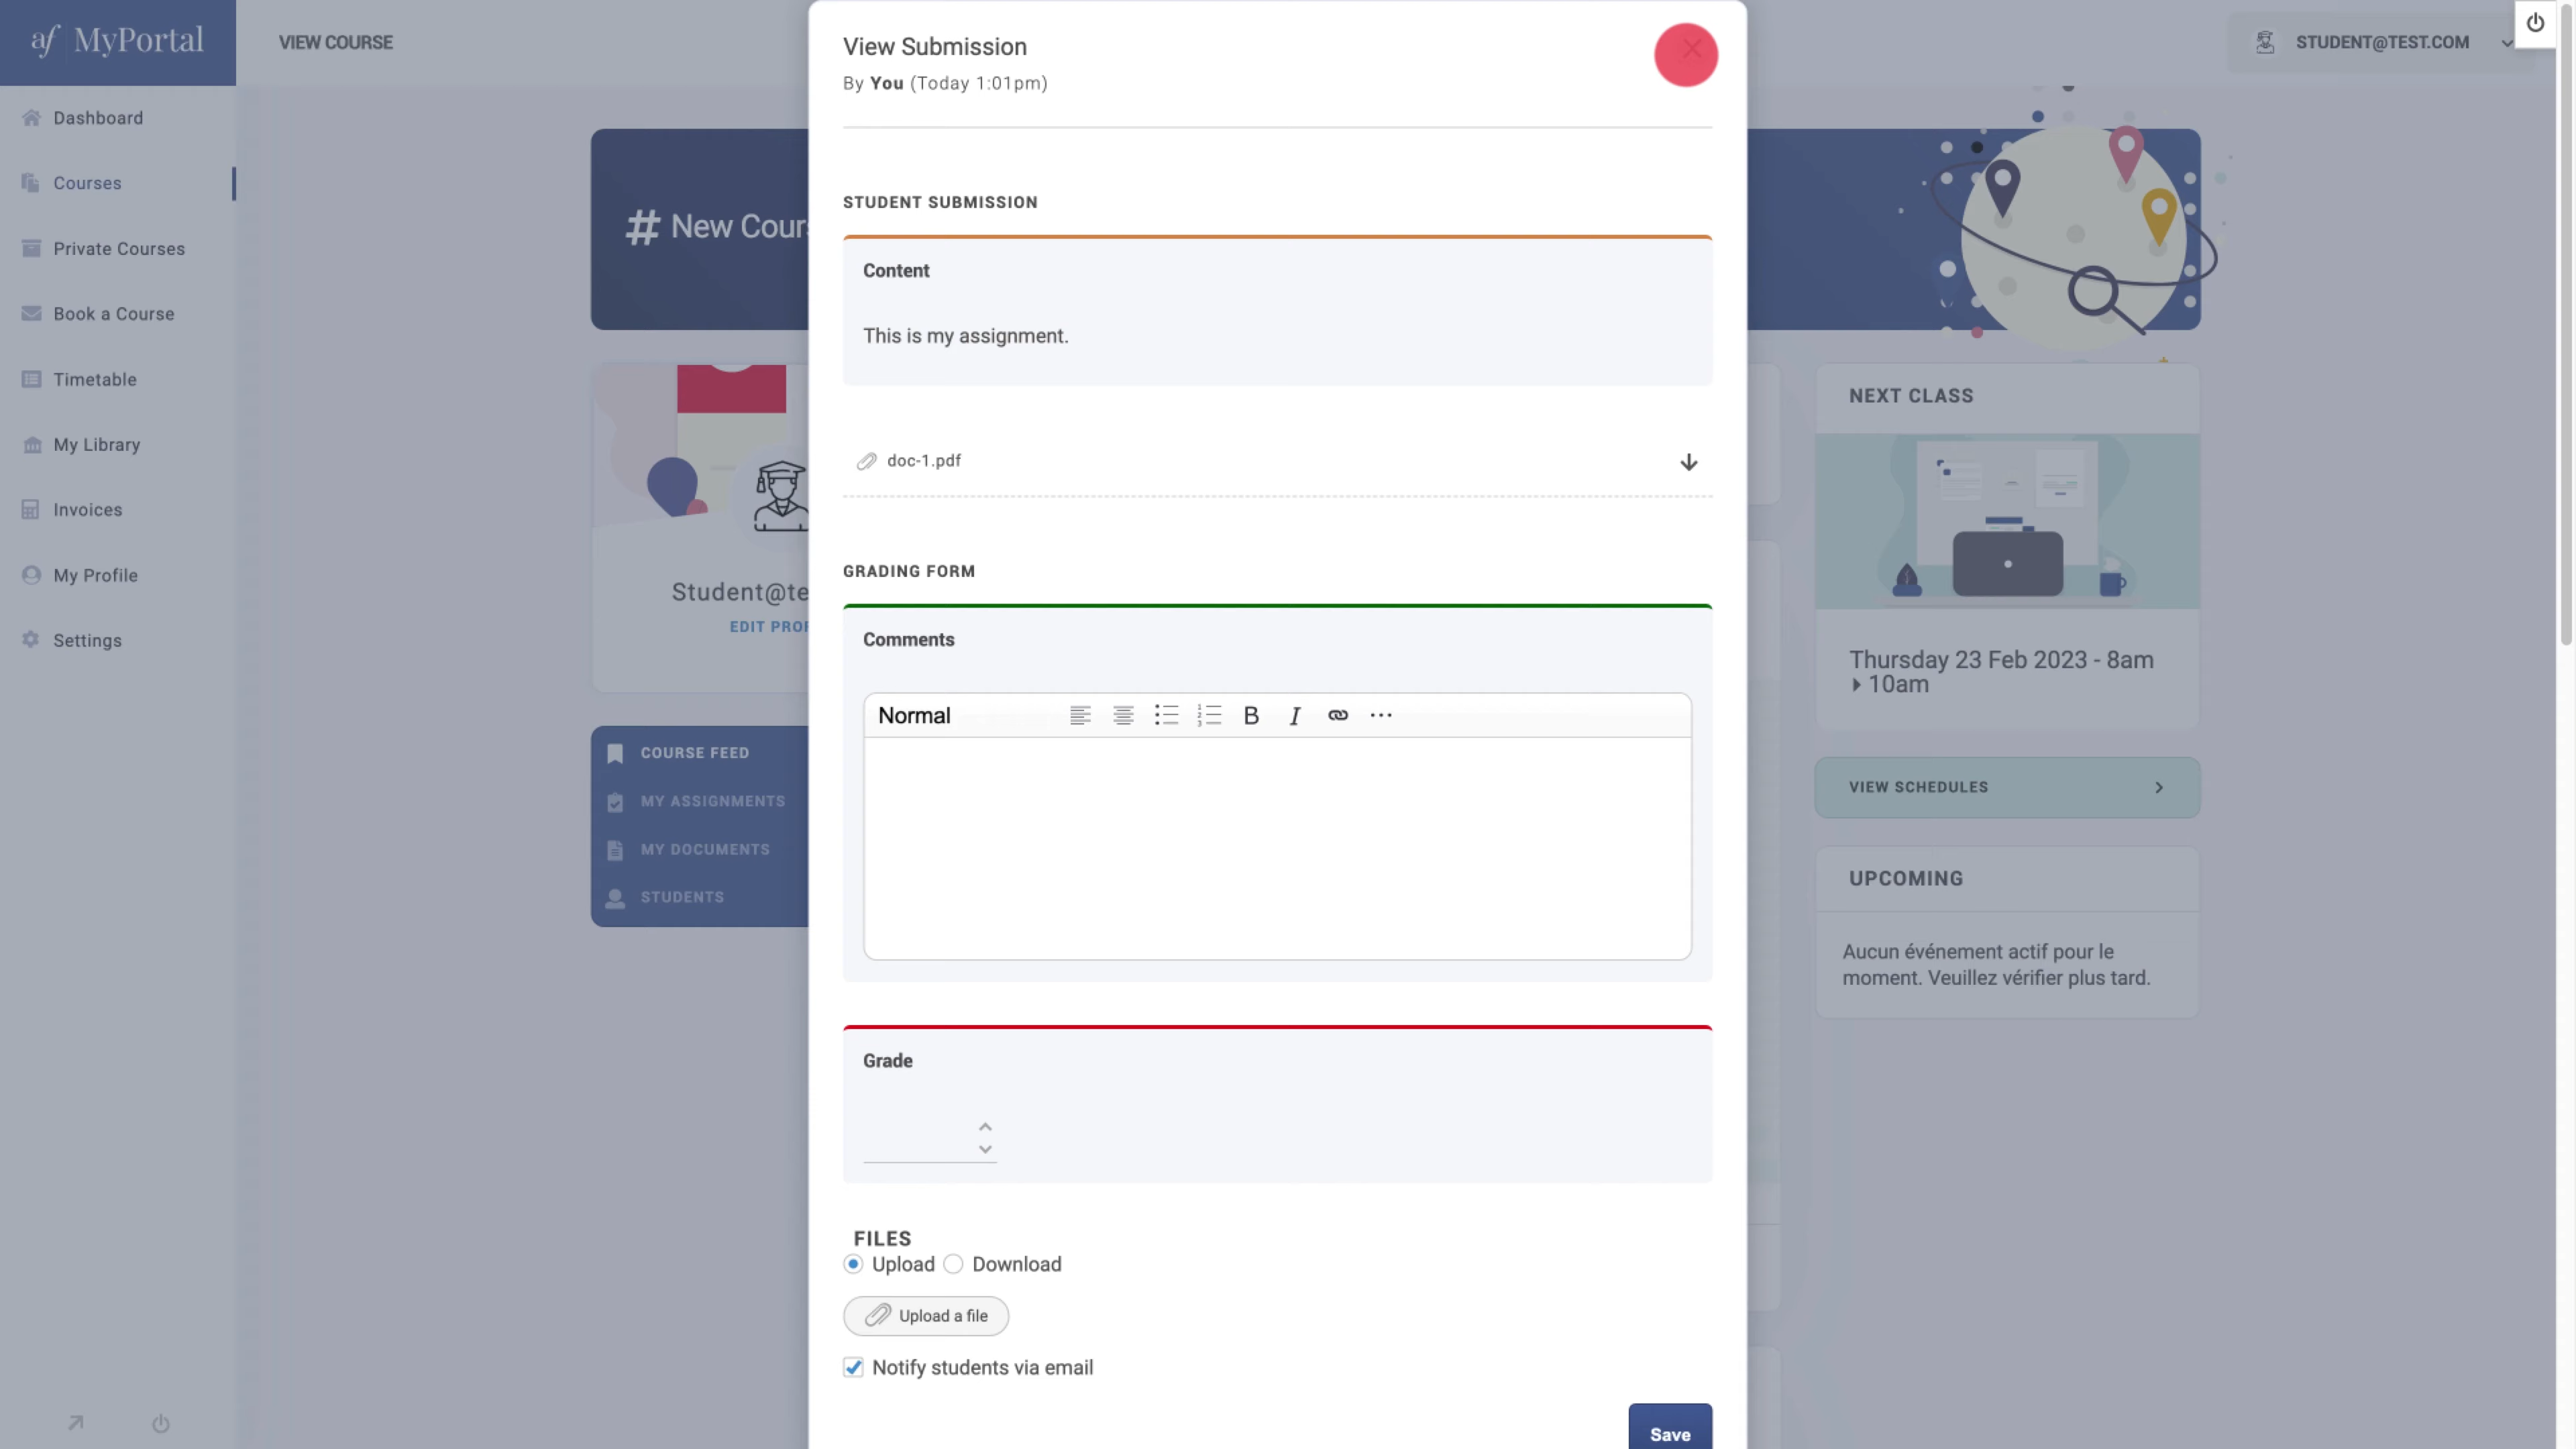 af MyPortal
VIEW COURSE
STUDENT@TEST.COM
Dashboard
Courses
Private Courses
Book a Course
Timetable
My Library
Invoices
My Profile
Settings
# New Cour
Student@te
EDIT PROF
COURSE FEED
MY ASSIGNMENTS
MY DOCUMENTS
STUDENTS
View Submission
By You (Today 1:01pm)
STUDENT SUBMISSION
Content
This is my assignment.
doc-1.pdf
GRADING FORM
Comments
Normal
B I
Grade
FILES
Upload Download
Upload a file
Notify students via email
Save
NEXT CLASS
Thursday 23 Feb 2023 - 8am
10am
VIEW SCHEDULES
UPCOMING
Aucun événement actif pour le
moment. Veuillez vérifier plus tard.